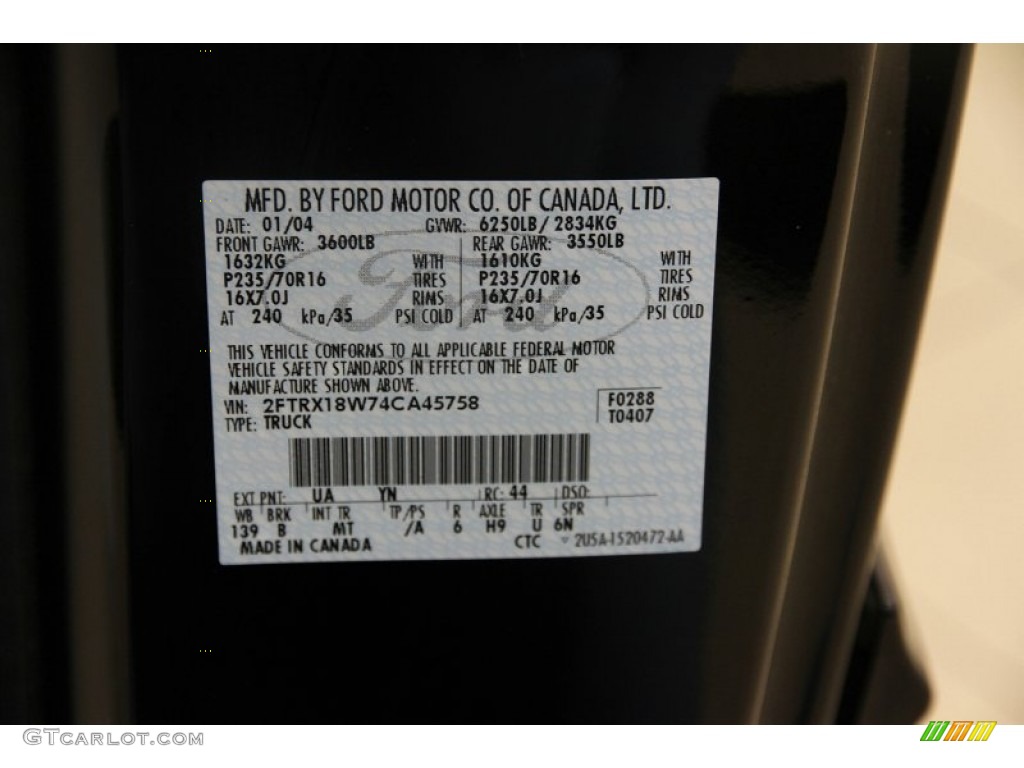 MFD. BY FORD MOTOR CO. OF CANADA, LTD.
DATE: 01/04 GVWR: 6250LB/ 2834KG
FRONT GAWR: 3600LB REAR GAWR: 3550LB
1632KG WITH 1610KG WITH
P235/70R16 TIRES P235/70R16 TIRES
16X7.0J RIMS 16X7.0J RIMS
AT 240 kPa/35 PSI COLD AT 240 kPa/35 PSI COLD
Ford
THIS VEHICLE CONFORMS TO ALL APPLICABLE FEDERAL MOTOR
VEHICLE SAFETY STANDARDS IN EFFECT ON THE DATE OF
MANUFACTURE SHOWN ABOVE.
VIN: 2FTRX18W74CA45758 F0288
TYPE: TRUCK T0407
EXT PNT: UA YN RC: 44 DSO:
WB BRK INT TR TP/PS R AXLE TR SPR
139 B MT /A 6 H9 U 6N
MADE IN CANADA CTC 2U5A-1520472-AA
GTCARLOT.COM